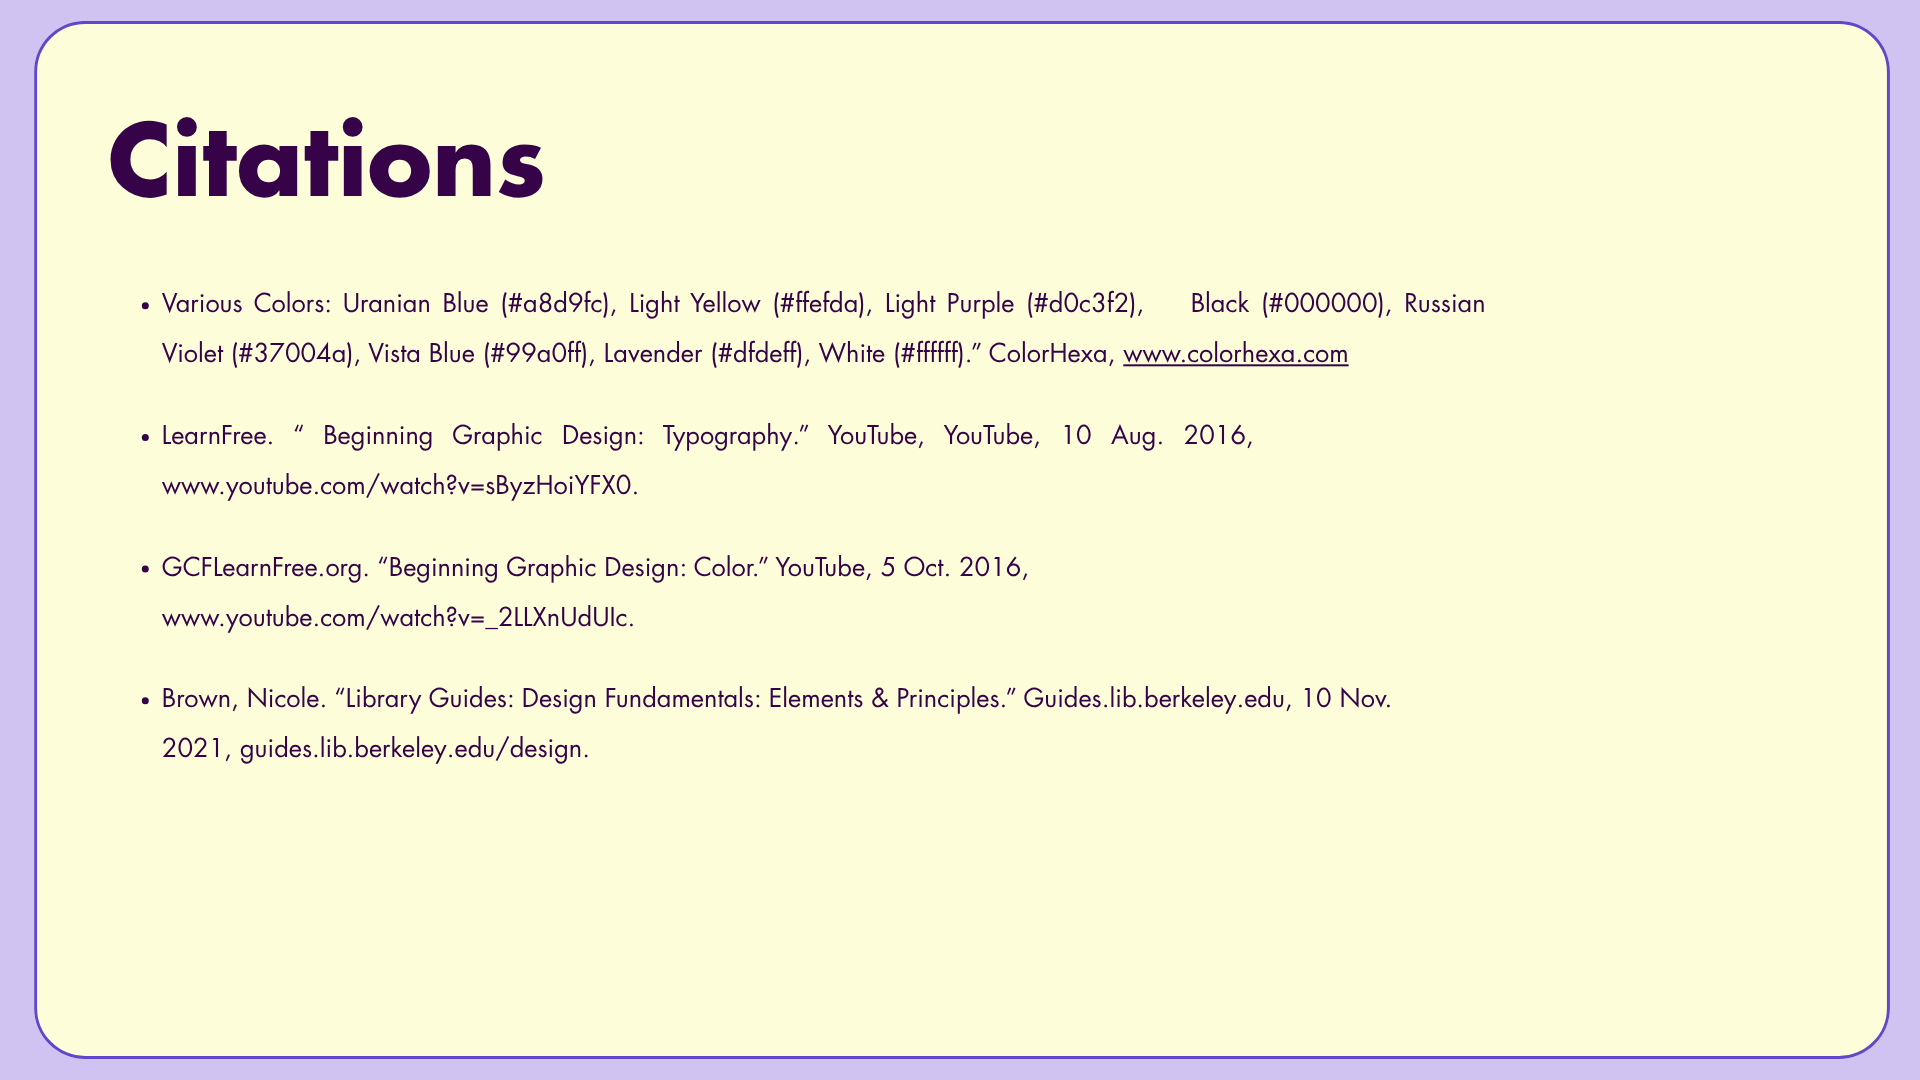 Citations
• Various Colors: Uranian Blue (#a8d9fc), Light Yellow (#ffefda), Light Purple (#d0c3f2), Black (#000000), Russian
Violet (#37004a), Vista Blue (#99a0ff), Lavender (#dfdeff), White (#ffffff).” ColorHexa, www.colorhexa.com
• LearnFree. “ Beginning Graphic Design: Typography.” YouTube, YouTube, 10 Aug. 2016,
www.youtube.com/watch?v=sByzHoiYFX0.
• GCFLearnFree.org. “Beginning Graphic Design: Color.” YouTube, 5 Oct. 2016,
www.youtube.com/watch?v=_2LLXnUdUIc.
• Brown, Nicole. “Library Guides: Design Fundamentals: Elements & Principles.” Guides.lib.berkeley.edu, 10 Nov.
2021, guides.lib.berkeley.edu/design.